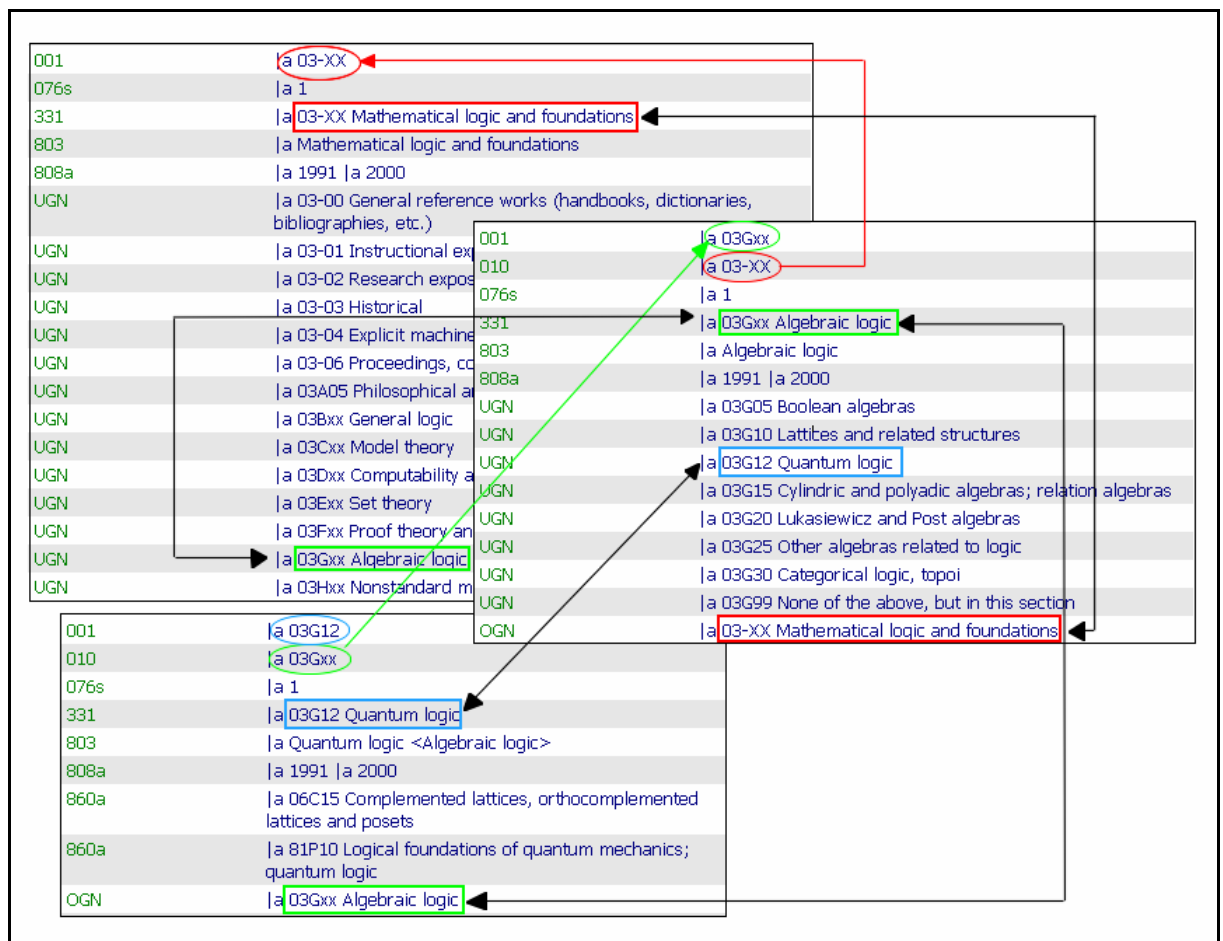 001 |a 03-XX
076s |a 1
331 |a 03-XX Mathematical logic and foundations
803 |a Mathematical logic and foundations
808a |a 1991 |a 2000
UGN |a 03-00 General reference works (handbooks, dictionaries,
bibliographies, etc.)
UGN |a 03-01 Instructional
UGN |a 03-02 Research
UGN |a 03-03 Historical
UGN |a 03-04 Explicit machine
UGN |a 03-06 Proceedings,
UGN |a 03A05 Philosophical
UGN |a 03Bxx General logic
UGN |a 03Cxx Model theory
UGN |a 03Dxx Computability
UGN |a 03Exx Set theory
UGN |a 03Fxx Proof theory
UGN |a 03Gxx Algebraic logic
UGN |a 03Hxx Nonstandard
001 |a 03Gxx
010 |a 03-XX
076s |a 1
331 |a 03Gxx Algebraic logic
803 |a Algebraic logic
808a |a 1991 |a 2000
UGN |a 03G05 Boolean algebras
UGN |a 03G10 Lattices and related structures
UGN |a 03G12 Quantum logic
UGN |a 03G15 Cylindric and polyadic algebras; relation algebras
UGN |a 03G20 Lukasiewicz and Post algebras
UGN |a 03G25 Other algebras related to logic
UGN |a 03G30 Categorical logic, topoi
UGN |a 03G99 None of the above, but in this section
OGN |a 03-XX Mathematical logic and foundations
001 |a 03G12
010 |a 03Gxx
076s |a 1
331 |a 03G12 Quantum logic
803 |a Quantum logic <Algebraic logic>
808a |a 1991 |a 2000
860a |a 06C15 Complemented lattices, orthocomplemented
lattices and posets
860a |a 81P10 Logical foundations of quantum mechanics;
quantum logic
OGN |a 03Gxx Algebraic logic